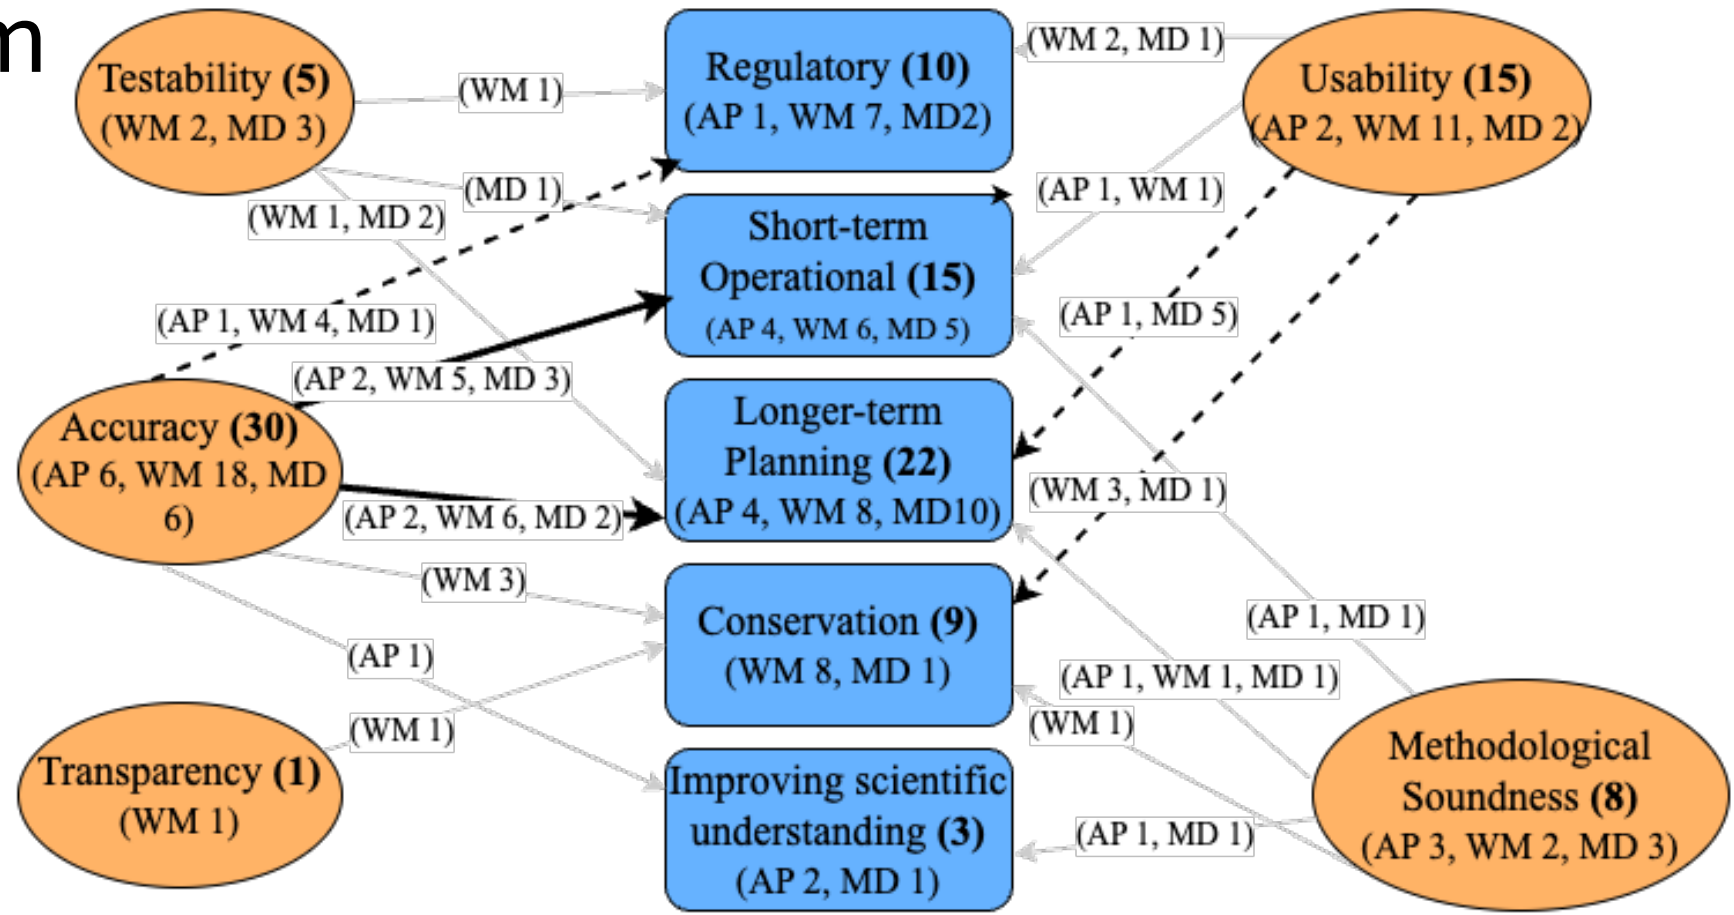 m
Testability (5)
(WM 2, MD 3)
(WM 1)
Regulatory (10)
(AP 1, WM 7, MD2)
(WM 2, MD 1)
Usability (15)
(AP 2, WM 11, MD 2)
(MD 1)
(WM 1, MD 2)
Short-term
Operational (15)
(AP 4, WM 6, MD 5)
(AP 1, WM 1)
(AP 1, WM 4, MD 1)
(AP 1, MD 5)
(AP 2, WM 5, MD 3)
Accuracy (30)
(AP 6, WM 18, MD
6)
Longer-term
Planning (22)
(AP 4, WM 8, MD10)
(AP 2, WM 6, MD 2)
(WM 3, MD 1)
(WM 3)
Conservation (9)
(WM 8, MD 1)
(AP 1, MD 1)
(AP 1)
(AP 1, WM 1, MD 1)
(WM 1)
(WM 1)
Transparency (1)
(WM 1)
Improving scientific
understanding (3)
(AP 2, MD 1)
(AP 1, MD 1)
Methodological
Soundness (8)
(AP 3, WM 2, MD 3)